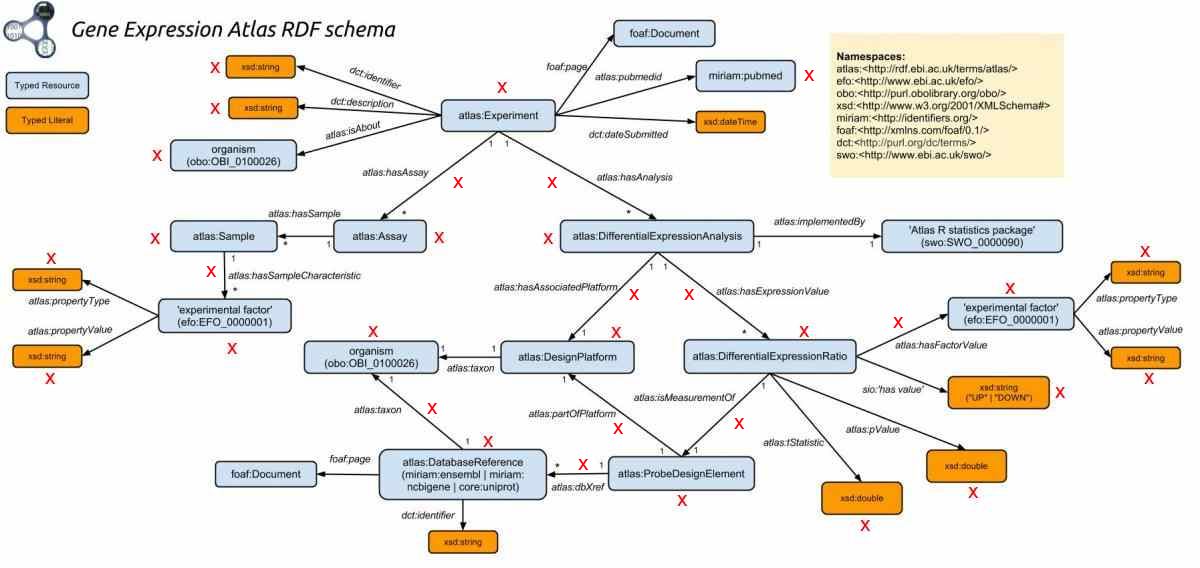 Gene Expression Atlas RDF schema
Typed Resource
Typed Literal
foaf:Document
Namespaces:
atlas:<http://rdf.ebi.ac.uk/terms/atlas/>
efo:<http://www.ebi.ac.uk/efo/>
obo:<http://purl.obolibrary.org/obo/>
xsd:<http://www.w3.org/2001/XMLSchema#>
miriam:<http://identifiers.org/>
foaf:<http://xmlns.com/foaf/0.1/>
dct:<http://purl.org/dc/terms/>
swo:<http://www.ebi.ac.uk/swo/>
X
xsd:string
dct:identifier
foaf:page
atlas:pubmedid
miriam:pubmed
X
X
X
xsd:string
dct:description
atlas:Experiment
xsd:dateTime
dct:dateSubmitted
atlas:isAbout
X
organism
(obo:OBI_0100026)
1
1
atlas:hasAssay
X
X
atlas:hasAnalysis
*
*
X
atlas:Sample
atlas:hasSample
*
1
atlas:Assay
X
X
atlas:DifferentialExpressionAnalysis
atlas:implementedBy
1
1
'Atlas R statistics package'
(swo:SWO_0000090)
1
X
atlas:hasSampleCharacteristic
*
1
1
atlas:hasAssociatedPlatform
X
X
atlas:hasExpressionValue
X
xsd:string
atlas:propertyType
'experimental factor'
(efo:EFO_0000001)
atlas:propertyValue
xsd:string
X
X
X
'experimental factor'
(efo:EFO_0000001)
X
xsd:string
atlas:propertyType
atlas:propertyValue
xsd:string
X
X
organism
(obo:OBI_0100026)
1
1
atlas:taxon
1
X
atlas:DesignPlatform
*
X
atlas:DifferentialExpressionRatio
X
atlas:hasFactorValue
sio:'has value'
xsd:string
("UP" | "DOWN")
X
1
atlas:taxon
X
1
atlas:partOfPlatform
X
atlas:isMeasurementOf
1
X
atlas:tStatistic
atlas:pValue
1
X
1
1
foaf:Document
foaf:page
atlas:DatabaseReference
(miriam:ensembl | miriam:
ncbigene | core:uniprot)
*
X
1
atlas:dbXref
atlas:ProbeDesignElement
X
xsd:double
X
xsd:double
X
dct:identifier
xsd:string